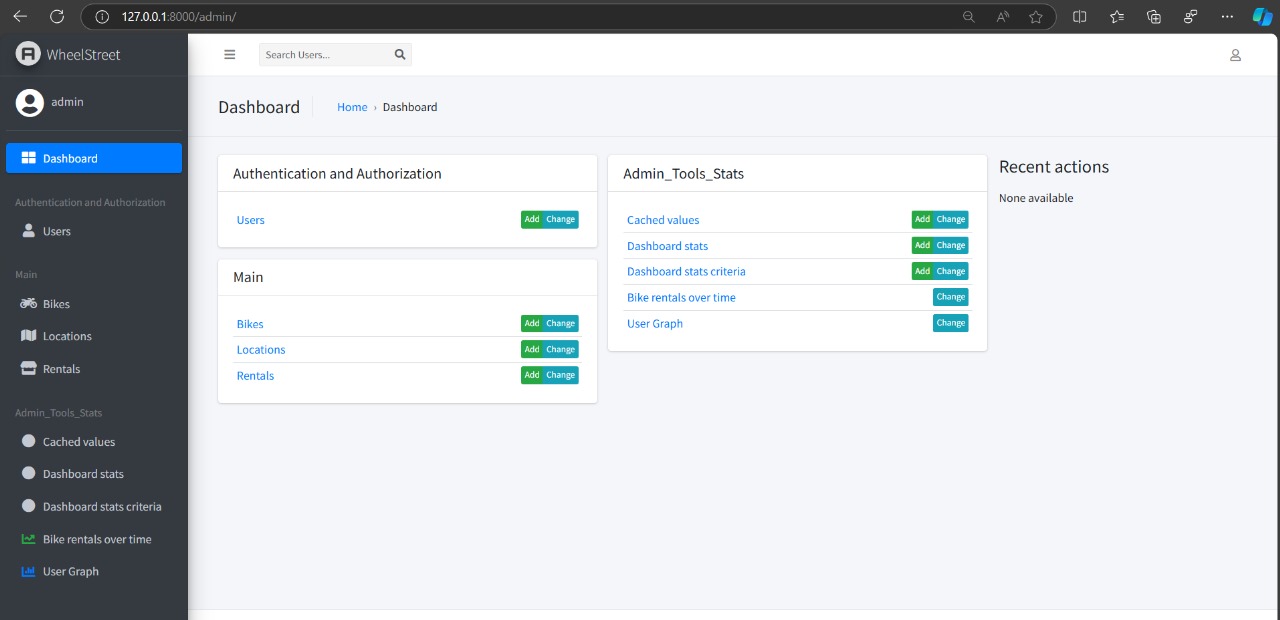 127.0.0.1:8000/admin/
WheelStreet
admin
Dashboard
Authentication and Authorization
Users
Main
Bikes
Locations
Rentals
Admin_Tools_Stats
Cached values
Dashboard stats
Dashboard stats criteria
Bike rentals over time
User Graph
Search Users...
Dashboard
Home › Dashboard
Authentication and Authorization
Users Add Change
Main
Bikes Add Change
Locations Add Change
Rentals Add Change
Admin_Tools_Stats
Cached values Add Change
Dashboard stats Add Change
Dashboard stats criteria Add Change
Bike rentals over time Change
User Graph Change
Recent actions
None available